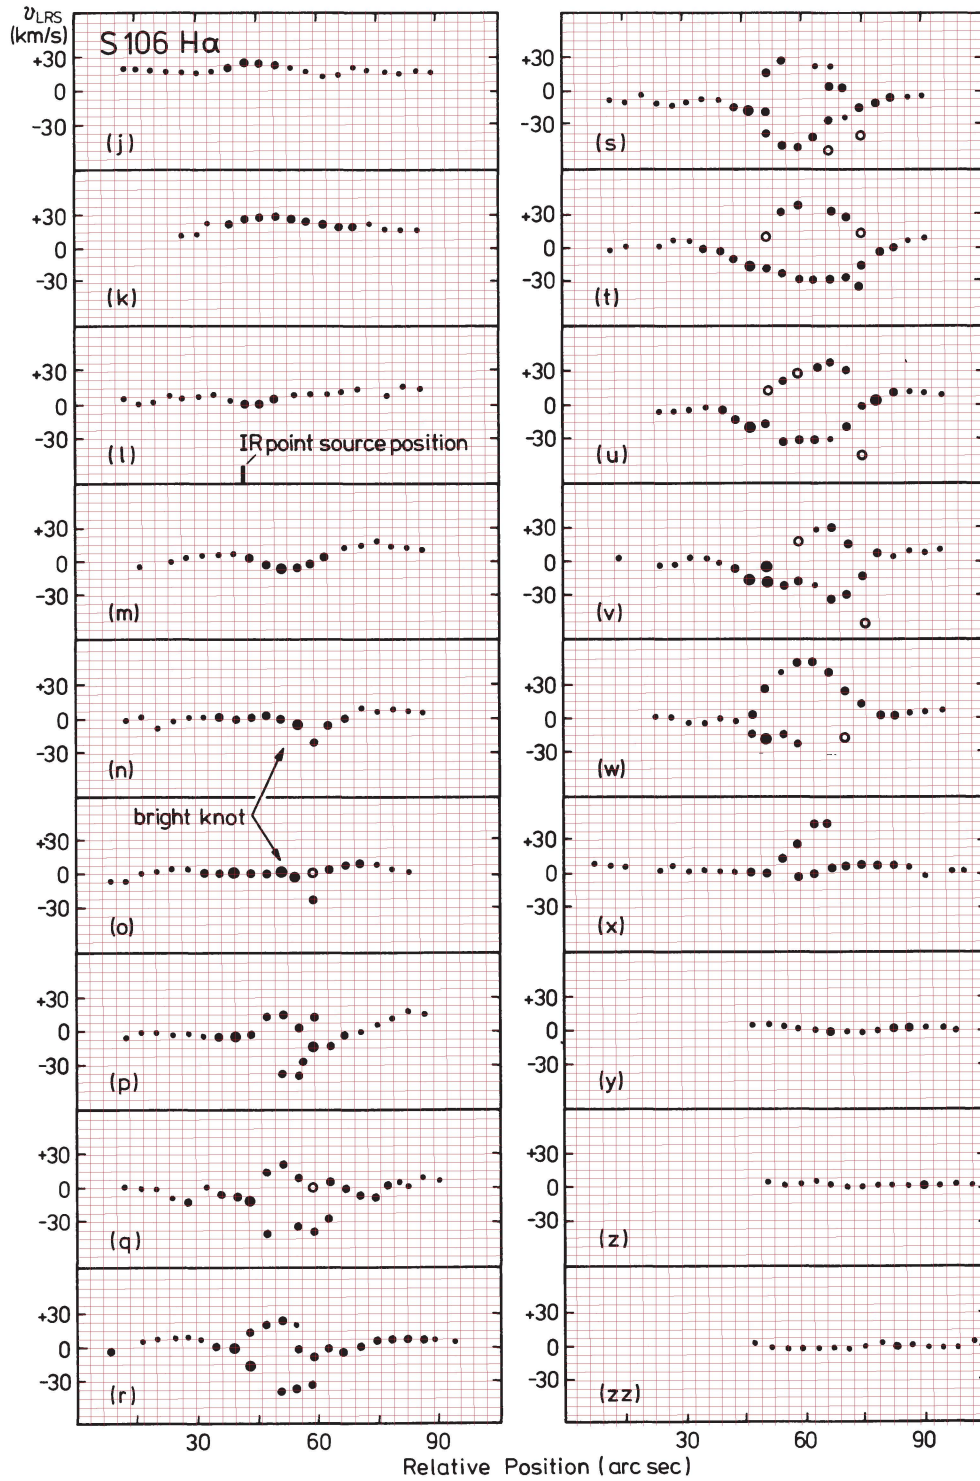 v LRS
(km/s)
S106 Hα
+30
0
-30
(j)
+30
0
-30
(k)
+30
0
-30
(l)
IR point source position
+30
0
-30
(m)
+30
0
-30
(n)
bright knot
+30
0
-30
(o)
+30
0
-30
(p)
+30
0
-30
(q)
+30
0
-30
(r)
30
60
90
+30
0
-30
(s)
+30
0
-30
(t)
+30
0
-30
(u)
+30
0
-30
(v)
+30
0
-30
(w)
+30
0
-30
(x)
+30
0
-30
(y)
+30
0
-30
(z)
+30
0
-30
(zz)
30
60
90
Relative Position (arc sec)